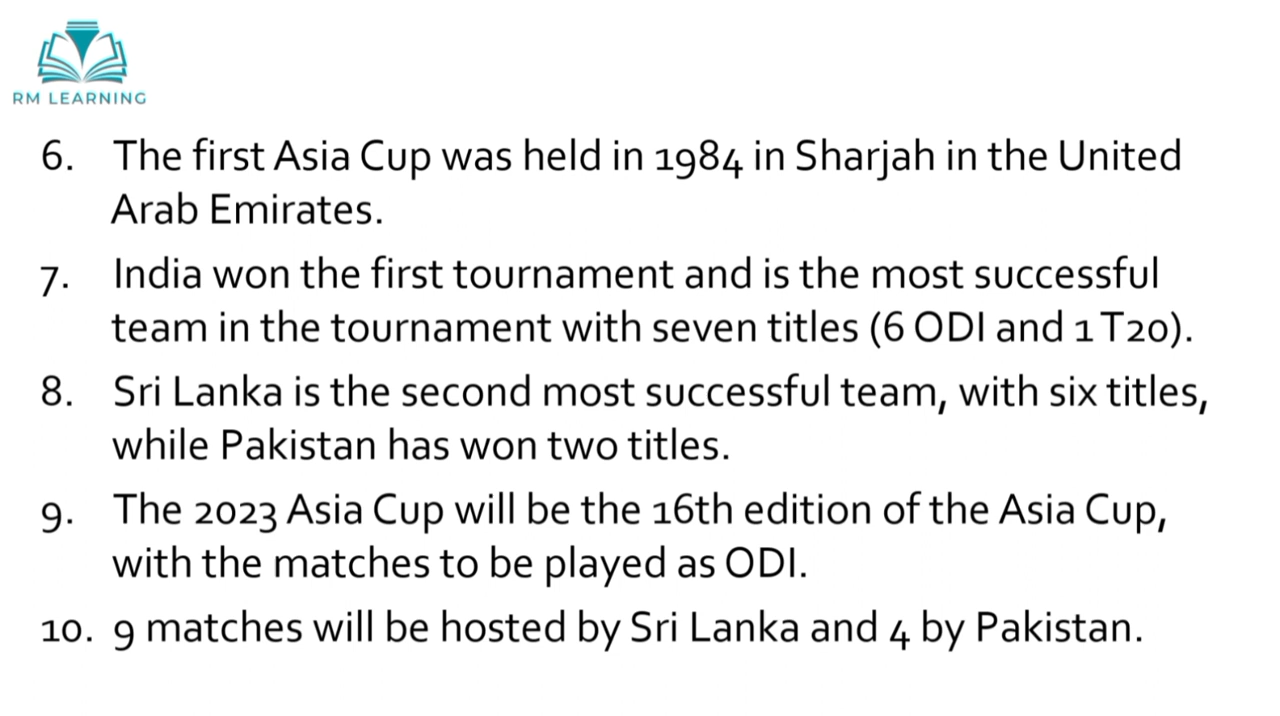 RM LEARNING
6. The first Asia Cup was held in 1984 in Sharjah in the United
Arab Emirates.
7. India won the first tournament and is the most successful
team in the tournament with seven titles (6 ODI and 1 T20).
8. Sri Lanka is the second most successful team, with six titles,
while Pakistan has won two titles.
9. The 2023 Asia Cup will be the 16th edition of the Asia Cup,
with the matches to be played as ODI.
10. 9 matches will be hosted by Sri Lanka and 4 by Pakistan.